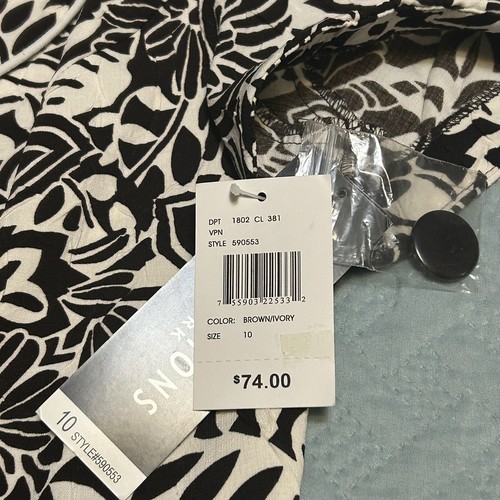 DPT 1802 CL 381
VPN
STYLE 590553
7 55903 22533 2
COLOR: BROWN/IVORY
SIZE 10
$74.00
10 STYLE#590553